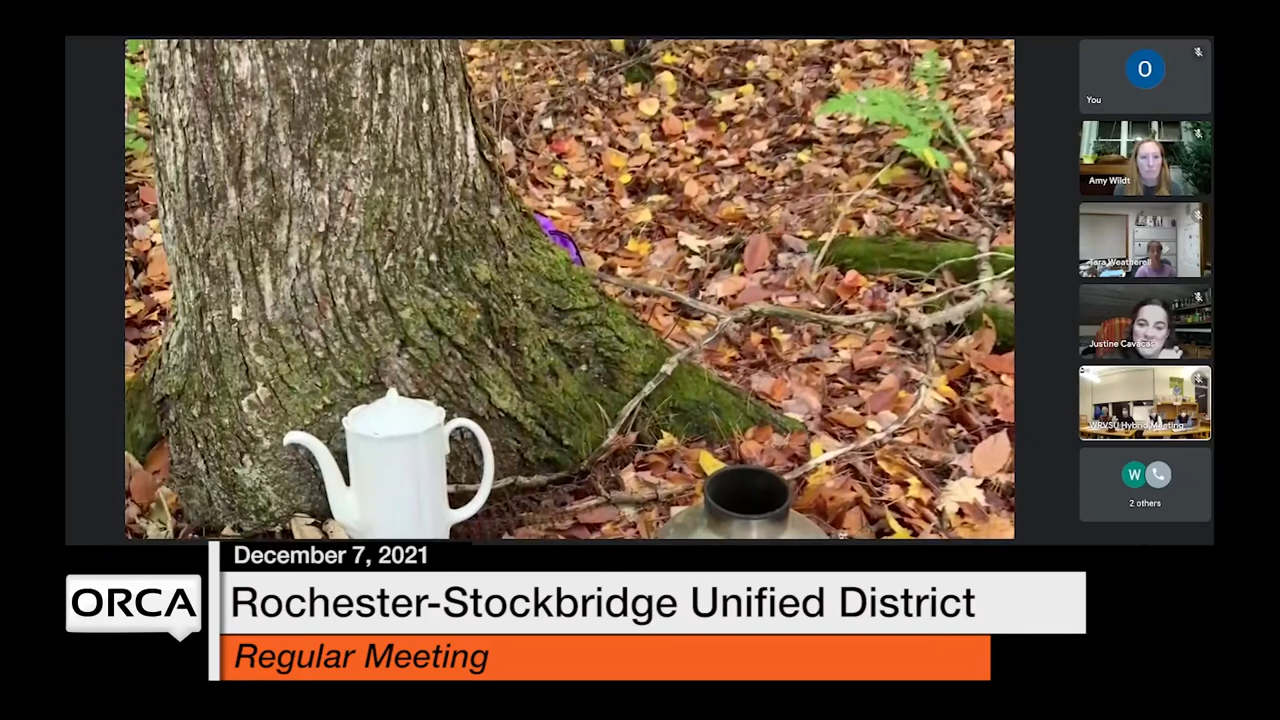 O
You
Amy Wildt
Tara Weatherell
Justine Cavacas
WRVSU Hybrid Meeting
W
2 others
December 7, 2021
ORCA
Rochester-Stockbridge Unified District
Regular Meeting